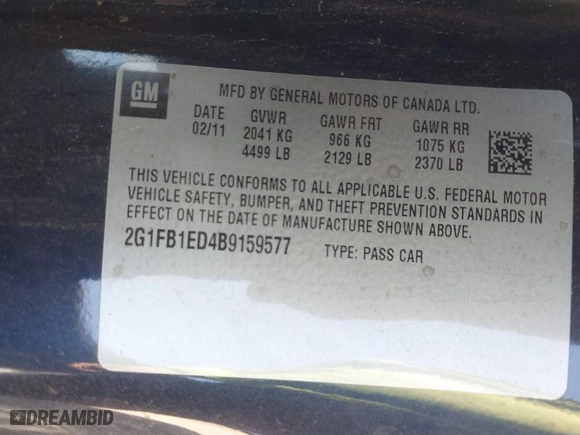 GM
MFD BY GENERAL MOTORS OF CANADA LTD.
DATE GVWR GAWR FRT GAWR RR
02/11 2041 KG 966 KG 1075 KG
4499 LB 2129 LB 2370 LB
THIS VEHICLE CONFORMS TO ALL APPLICABLE U.S. FEDERAL MOTOR
VEHICLE SAFETY, BUMPER, AND THEFT PREVENTION STANDARDS IN
EFFECT ON THE DATE OF MANUFACTURE SHOWN ABOVE.
2G1FB1ED4B9159577 TYPE: PASS CAR
DREAMBID